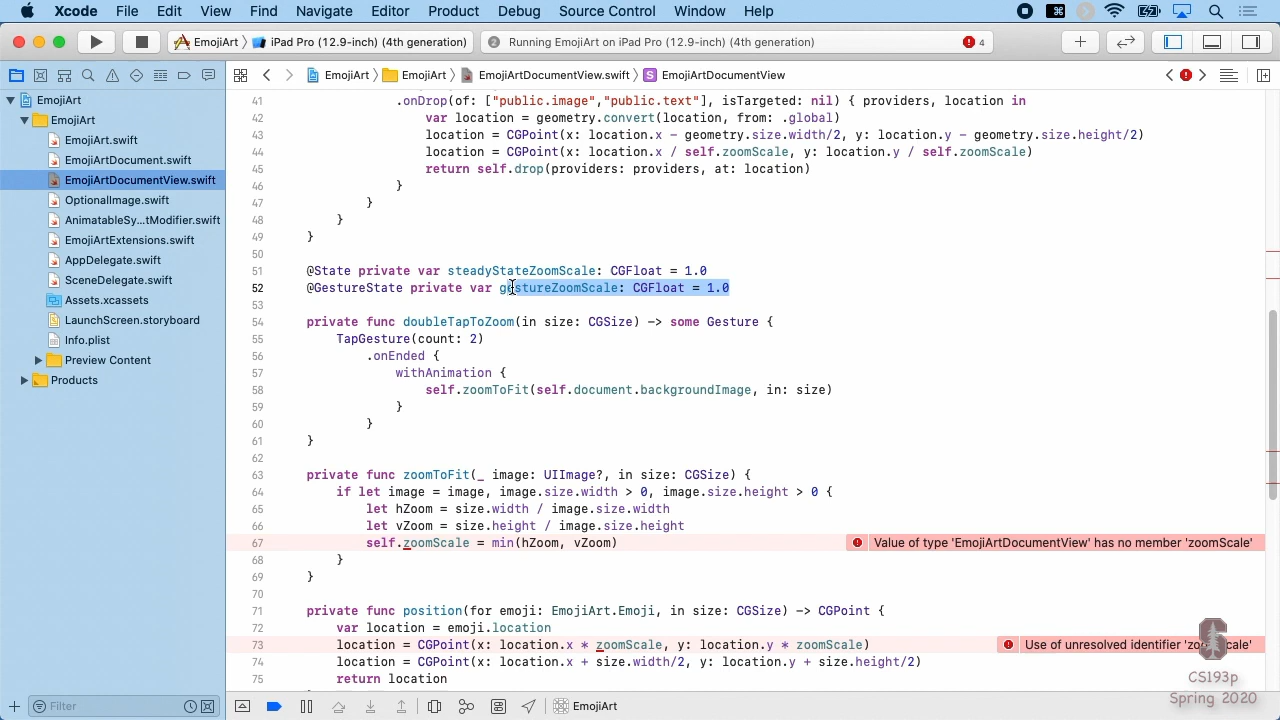 Xcode File Edit View Find Navigate Editor Product Debug Source Control Window Help
EmojiArt iPad Pro (12.9-inch) (4th generation) 2 Running EmojiArt on iPad Pro (12.9-inch) (4th generation) 4
EmojiArt EmojiArt EmojiArtDocumentView.swift S EmojiArtDocumentView
EmojiArt
EmojiArt
EmojiArt.swift
EmojiArtDocument.swift
EmojiArtDocumentView.swift
OptionalImage.swift
AnimatableSy...tModifier.swift
EmojiArtExtensions.swift
AppDelegate.swift
SceneDelegate.swift
Assets.xcassets
LaunchScreen.storyboard
Info.plist
Preview Content
Products
Filter
41 .onDrop(of: ["public.image","public.text"], isTargeted: nil) { providers, location in
42 var location = geometry.convert(location, from: .global)
43 location = CGPoint(x: location.x - geometry.size.width/2, y: location.y - geometry.size.height/2)
44 location = CGPoint(x: location.x / self.zoomScale, y: location.y / self.zoomScale)
45 return self.drop(providers: providers, at: location)
46 }
47 }
48 }
49 }
50
51 @State private var steadyStateZoomScale: CGFloat = 1.0
52 @GestureState private var gestureZoomScale: CGFloat = 1.0
53
54 private func doubleTapToZoom(in size: CGSize) -> some Gesture {
55 TapGesture(count: 2)
56 .onEnded {
57 withAnimation {
58 self.zoomToFit(self.document.backgroundImage, in: size)
59 }
60 }
61 }
62
63 private func zoomToFit(_ image: UIImage?, in size: CGSize) {
64 if let image = image, image.size.width > 0, image.size.height > 0 {
65 let hZoom = size.width / image.size.width
66 let vZoom = size.height / image.size.height
67 self.zoomScale = min(hZoom, vZoom) Value of type 'EmojiArtDocumentView' has no member 'zoomScale'
68 }
69 }
70
71 private func position(for emoji: EmojiArt.Emoji, in size: CGSize) -> CGPoint {
72 var location = emoji.location
73 location = CGPoint(x: location.x * zoomScale, y: location.y * zoomScale) Use of unresolved identifier
74 location = CGPoint(x: location.x + size.width/2, y: location.y + size.height/2)
75 return location
EmojiArt
CS193p
Spring 2020